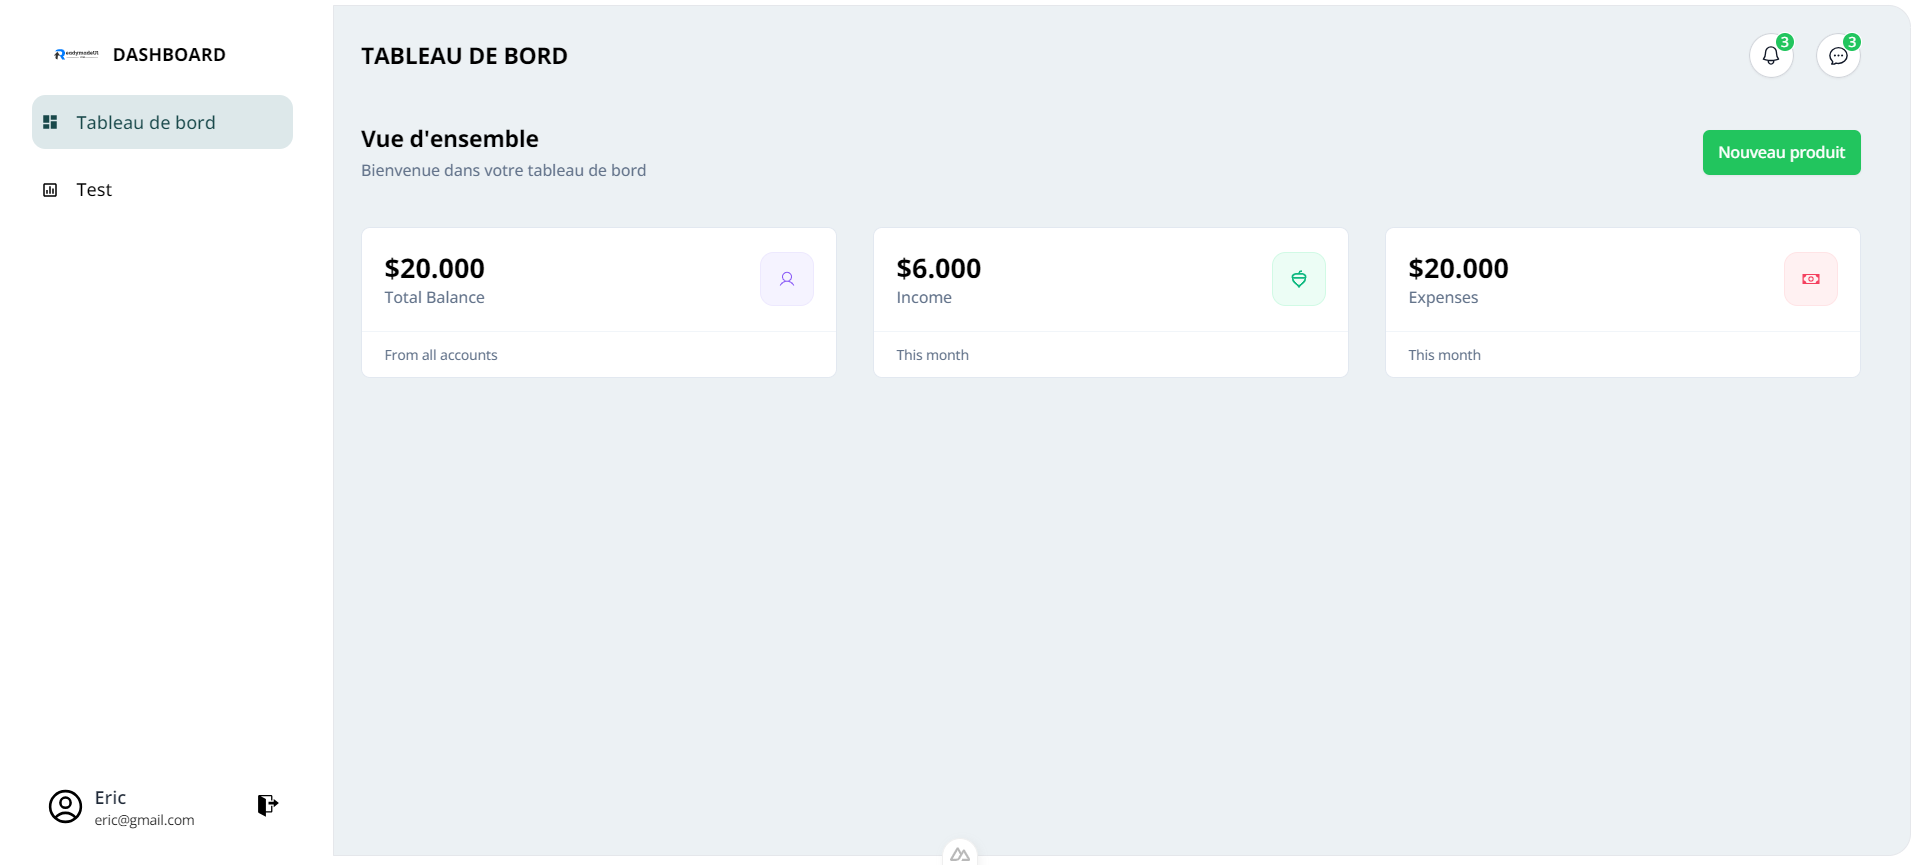 ReadymadeUI
DASHBOARD
Tableau de bord
Test
Eric
eric@gmail.com
TABLEAU DE BORD
3
3
Vue d'ensemble
Bienvenue dans votre tableau de bord
Nouveau produit
$20.000
Total Balance
From all accounts
$6.000
Income
This month
$20.000
Expenses
This month